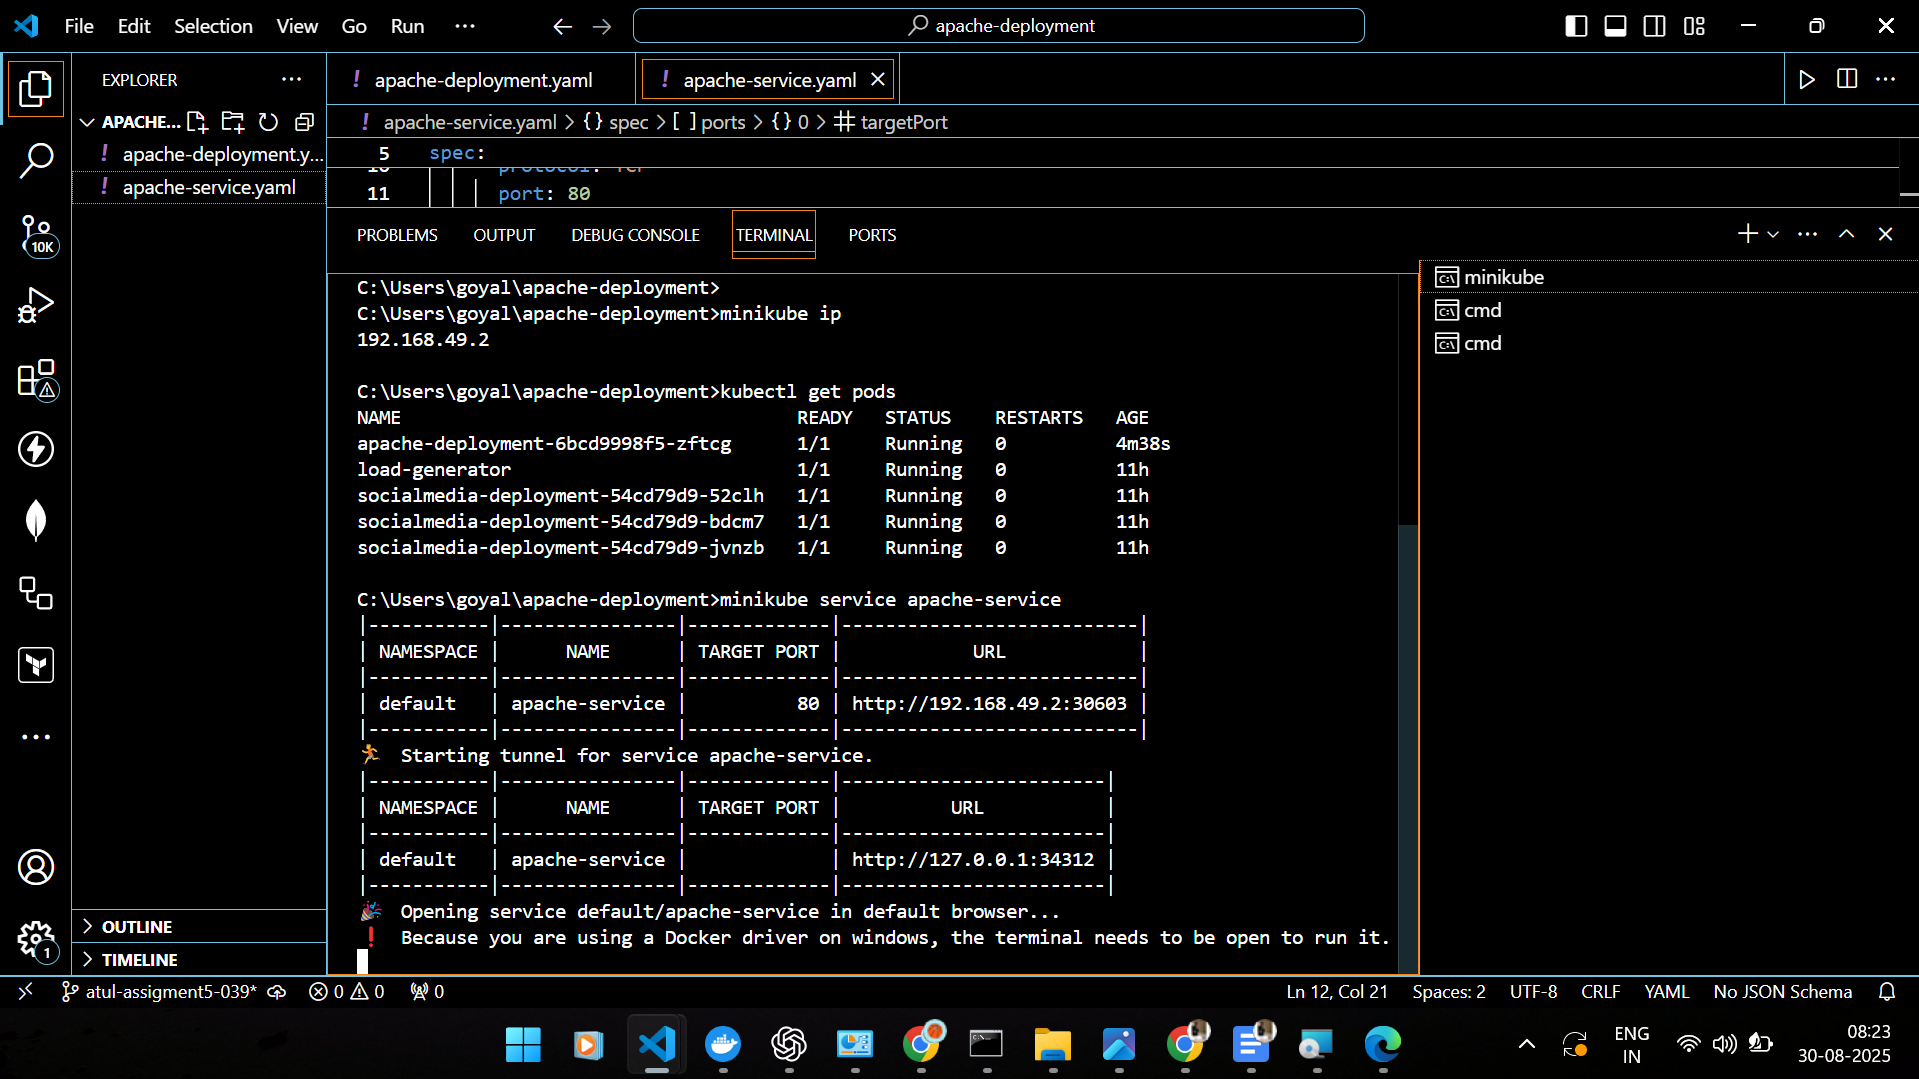 File Edit Selection View Go Run ···
apache-deployment
EXPLORER
apache-deployment.yaml
apache-service.yaml
APACHE...
apache-service.yaml > {} spec > [ ] ports > {} 0 > # targetPort
apache-deployment.y...
apache-service.yaml
5 spec:
11 port: 80
PROBLEMS OUTPUT DEBUG CONSOLE TERMINAL PORTS
10K
1
minikube
cmd
cmd
C:\Users\goyal\apache-deployment>
C:\Users\goyal\apache-deployment>minikube ip
192.168.49.2
C:\Users\goyal\apache-deployment>kubectl get pods
NAME READY STATUS RESTARTS AGE
apache-deployment-6bcd9998f5-zftcg 1/1 Running 0 4m38s
load-generator 1/1 Running 0 11h
socialmedia-deployment-54cd79d9-52clh 1/1 Running 0 11h
socialmedia-deployment-54cd79d9-bdcm7 1/1 Running 0 11h
socialmedia-deployment-54cd79d9-jvnzb 1/1 Running 0 11h
C:\Users\goyal\apache-deployment>minikube service apache-service
|-----------|----------------|-------------|---------------------------|
| NAMESPACE | NAME | TARGET PORT | URL |
|-----------|----------------|-------------|---------------------------|
| default | apache-service | 80 | http://192.168.49.2:30603 |
|-----------|----------------|-------------|---------------------------|
🏃 Starting tunnel for service apache-service.
|-----------|----------------|-------------|------------------------|
| NAMESPACE | NAME | TARGET PORT | URL |
|-----------|----------------|-------------|------------------------|
| default | apache-service | | http://127.0.0.1:34312 |
|-----------|----------------|-------------|------------------------|
🎉 Opening service default/apache-service in default browser...
❗ Because you are using a Docker driver on windows, the terminal needs to be open to run it.
OUTLINE
TIMELINE
atul-assigment5-039* 0 0 0
Ln 12, Col 21 Spaces: 2 UTF-8 CRLF YAML No JSON Schema
ENG
IN
08:23
30-08-2025